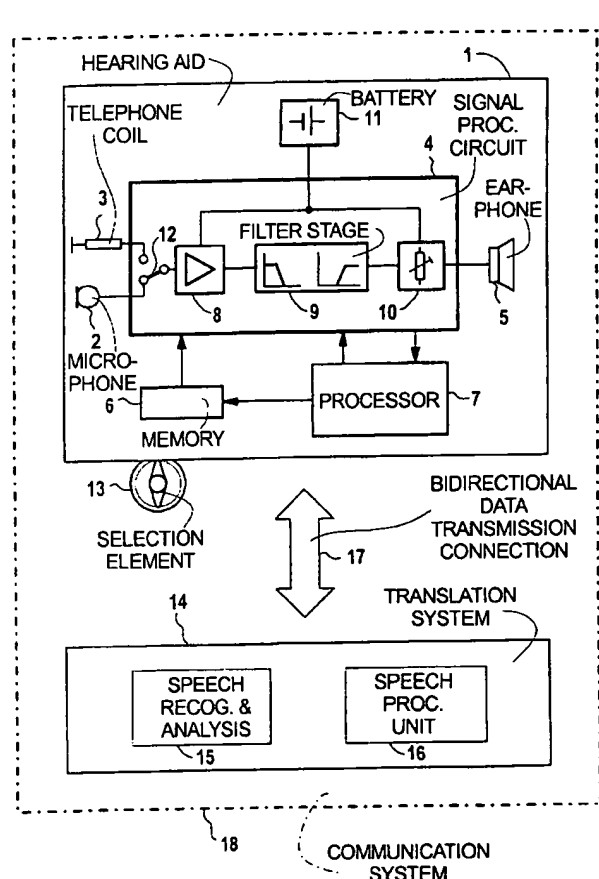 HEARING AID
1
TELEPHONE
COIL
BATTERY
11
SIGNAL
PROC.
CIRCUIT
4
EAR-
PHONE
3
12
FILTER STAGE
8
9
10
5
2
MICRO-
PHONE
6
MEMORY
PROCESSOR
7
13
SELECTION
ELEMENT
BIDIRECTIONAL
DATA
TRANSMISSION
CONNECTION
17
TRANSLATION
SYSTEM
14
SPEECH
RECOG. &
ANALYSIS
15
SPEECH
PROC.
UNIT
16
18
COMMUNICATION
SYSTEM